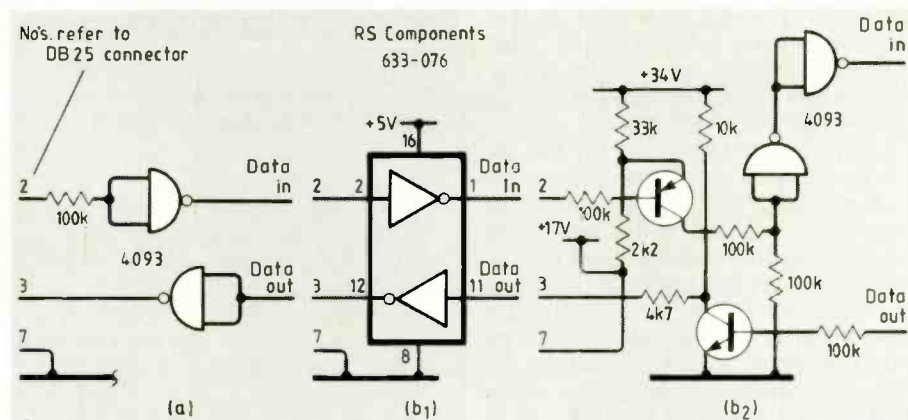 No's. refer to
DB25 connector
2
100k
Data
in
4093
3
Data
out
7
(a)
RS Components
633-076
+5V
16
2
2
1
Data
In
3
12
11
Data
out
7
8
(b1)
+34V
33k
10k
2
100k
+17V
2k2
100k
3
4k7
100k
7
4093
Data
in
Data
out
100k
(b2)